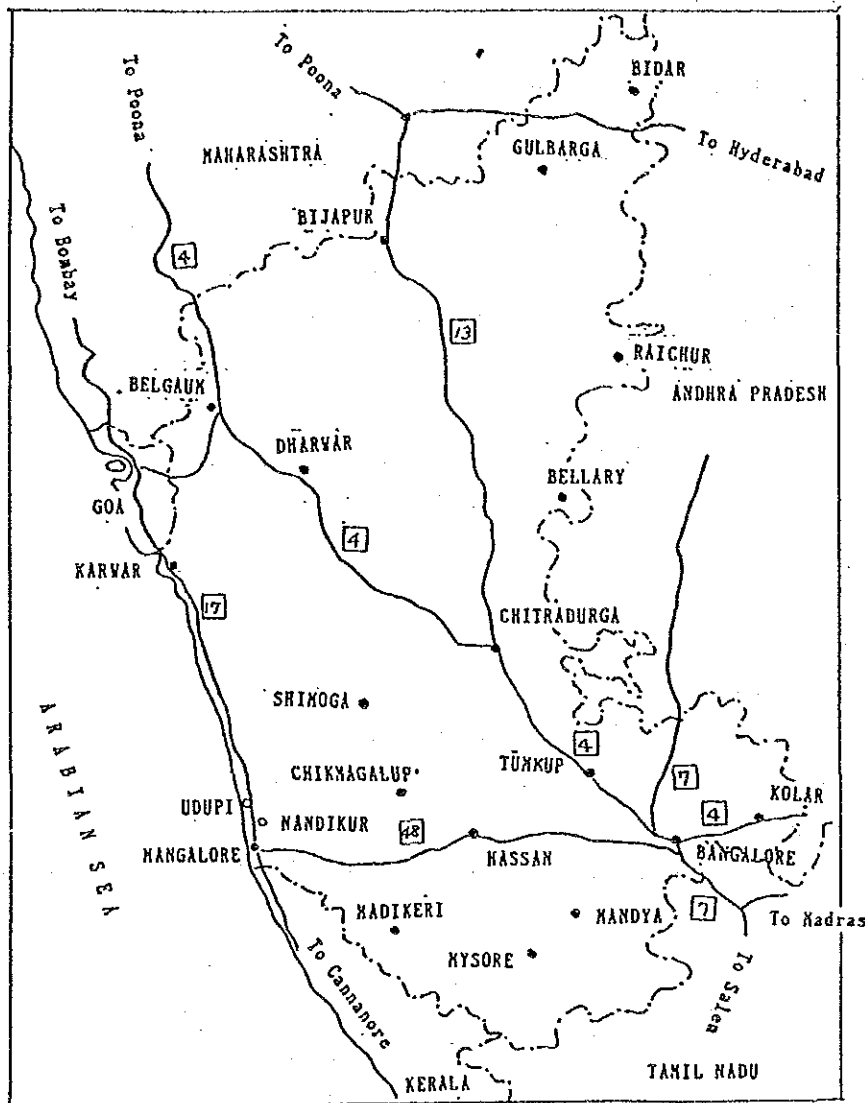 To Poona
To Poona
BIDAR
To Hyderabad
MAHARASHTRA
GULBARGA
BIJAPUR
To Bombay
4
13
RAICHUR
BELGAUM
ANDHRA PRADESH
DHARWAR
BELLARY
GOA
4
KARWAR
17
CHITRADURGA
SHIMOGA
ARABIAN SEA
4
TUMKUP
7
CHIKMAGALUP
KOLAR
4
UDUPI
NANDIKUR
48
MANGALORE
HASSAN
BANGALORE
MADIKERI
MANDYA
7
To Madras
MYSORE
To Cannanore
To Salem
KERALA
TAMIL NADU